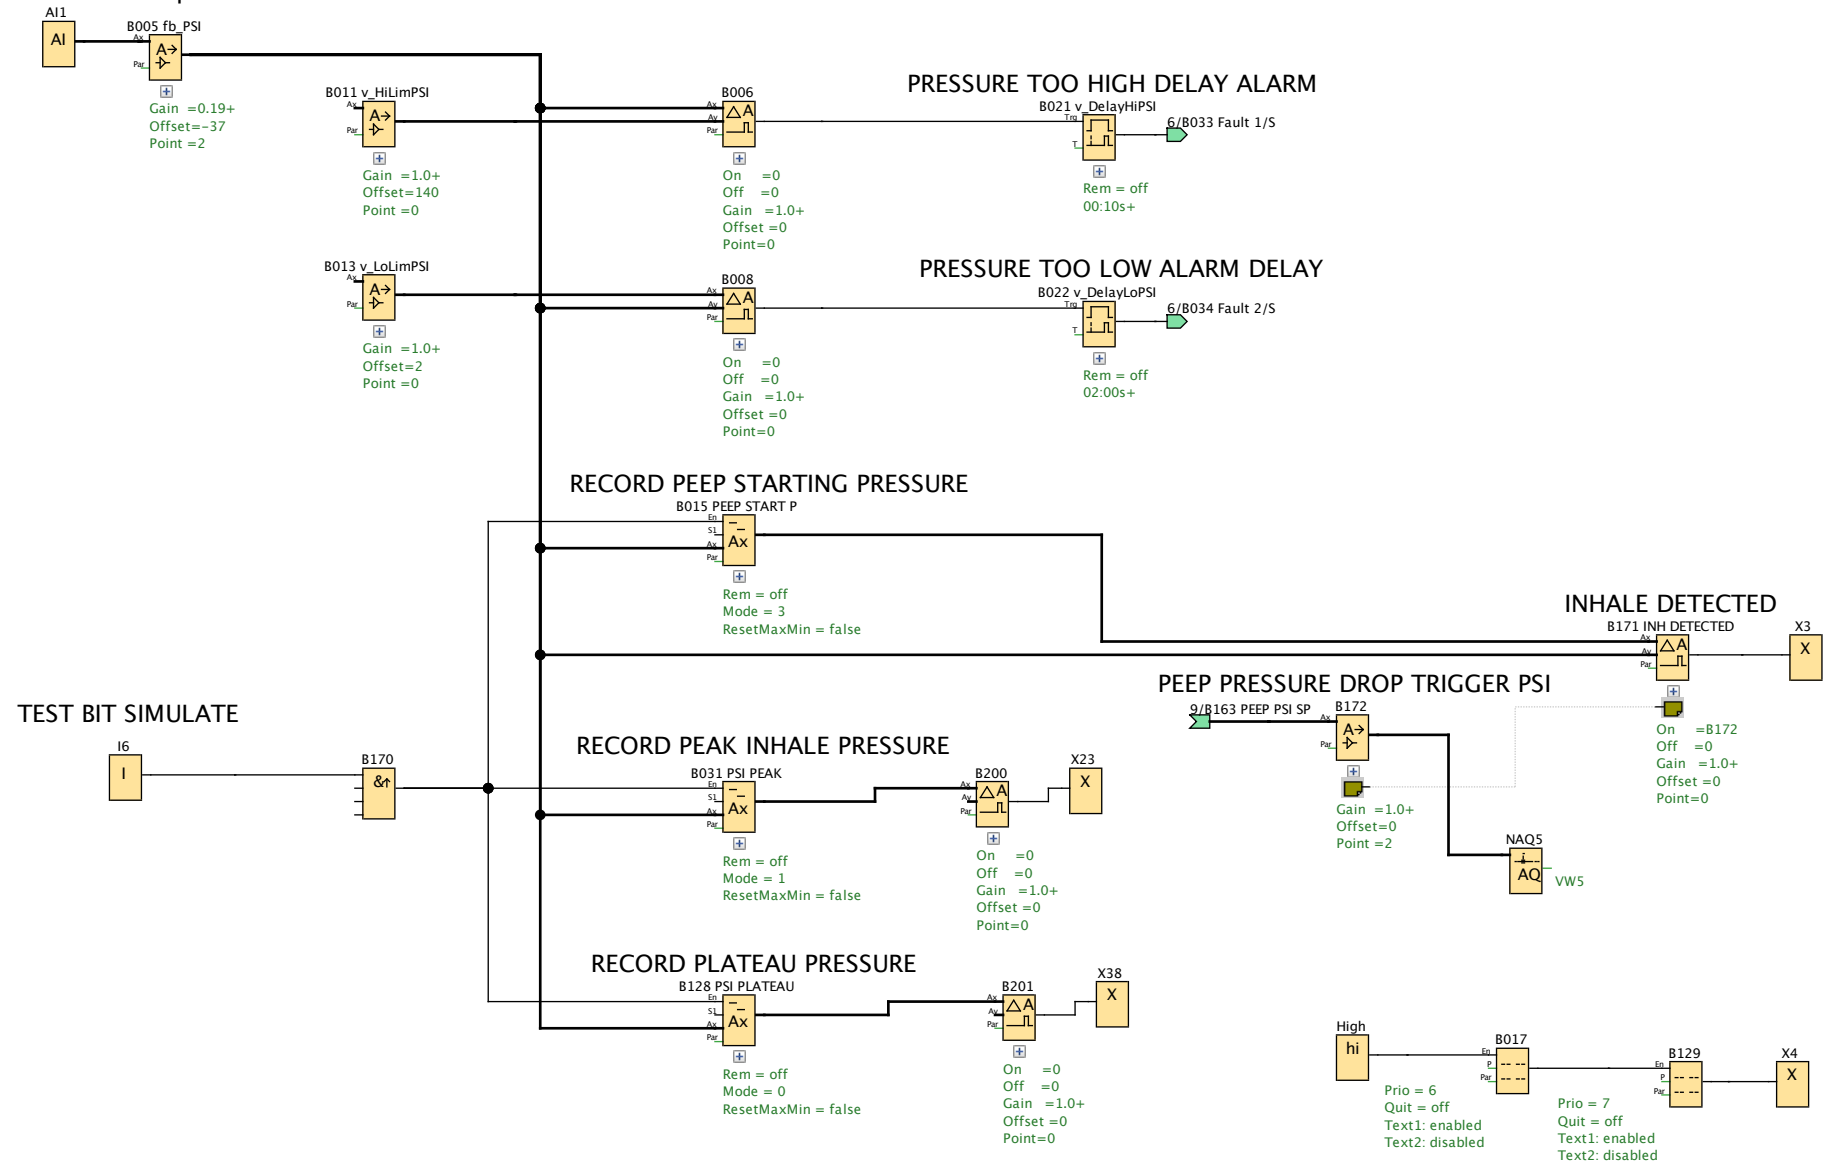 AI1
AI
B005 fb_PSI
Ax
A→
Par
Gain =0.19+
Offset=-37
Point =2
B011 v_HiLimPSI
Ax
A→
Par
Gain =1.0+
Offset=140
Point =0
B006
Ax
Ay
Par
△A
On =0
Off =0
Gain =1.0+
Offset =0
Point=0
PRESSURE TOO HIGH DELAY ALARM
B021 v_DelayHiPSI
Trg
T
6/B033 Fault 1/S
Rem = off
00:10s+
B013 v_LoLimPSI
Ax
A→
Par
Gain =1.0+
Offset=2
Point =0
B008
Ax
Ay
Par
△A
On =0
Off =0
Gain =1.0+
Offset =0
Point=0
PRESSURE TOO LOW ALARM DELAY
B022 v_DelayLoPSI
Trg
T
6/B034 Fault 2/S
Rem = off
02:00s+
RECORD PEEP STARTING PRESSURE
B015 PEEP START P
En
S1
Ax
Par
Ax
Rem = off
Mode = 3
ResetMaxMin = false
INHALE DETECTED
B171 INH DETECTED
Ax
Ay
Par
△A
X3
X
On =B172
Off =0
Gain =1.0+
Offset =0
Point=0
PEEP PRESSURE DROP TRIGGER PSI
9/B163 PEEP PSI SP
B172
Ax
A→
Par
Gain =1.0+
Offset=0
Point =2
NAQ5
AQ
VW5
TEST BIT SIMULATE
I6
I
B170
&↑
RECORD PEAK INHALE PRESSURE
B031 PSI PEAK
En
S1
Ax
Par
Ax
Rem = off
Mode = 1
ResetMaxMin = false
B200
Ax
Ay
Par
△A
X23
X
On =0
Off =0
Gain =1.0+
Offset =0
Point=0
RECORD PLATEAU PRESSURE
B128 PSI PLATEAU
En
S1
Ax
Par
Ax
Rem = off
Mode = 0
ResetMaxMin = false
B201
Ax
Ay
Par
△A
X38
X
On =0
Off =0
Gain =1.0+
Offset =0
Point=0
High
hi
B017
En
P
Par
Prio = 6
Quit = off
Text1: enabled
Text2: disabled
B129
En
P
Par
Prio = 7
Quit = off
Text1: enabled
Text2: disabled
X4
X